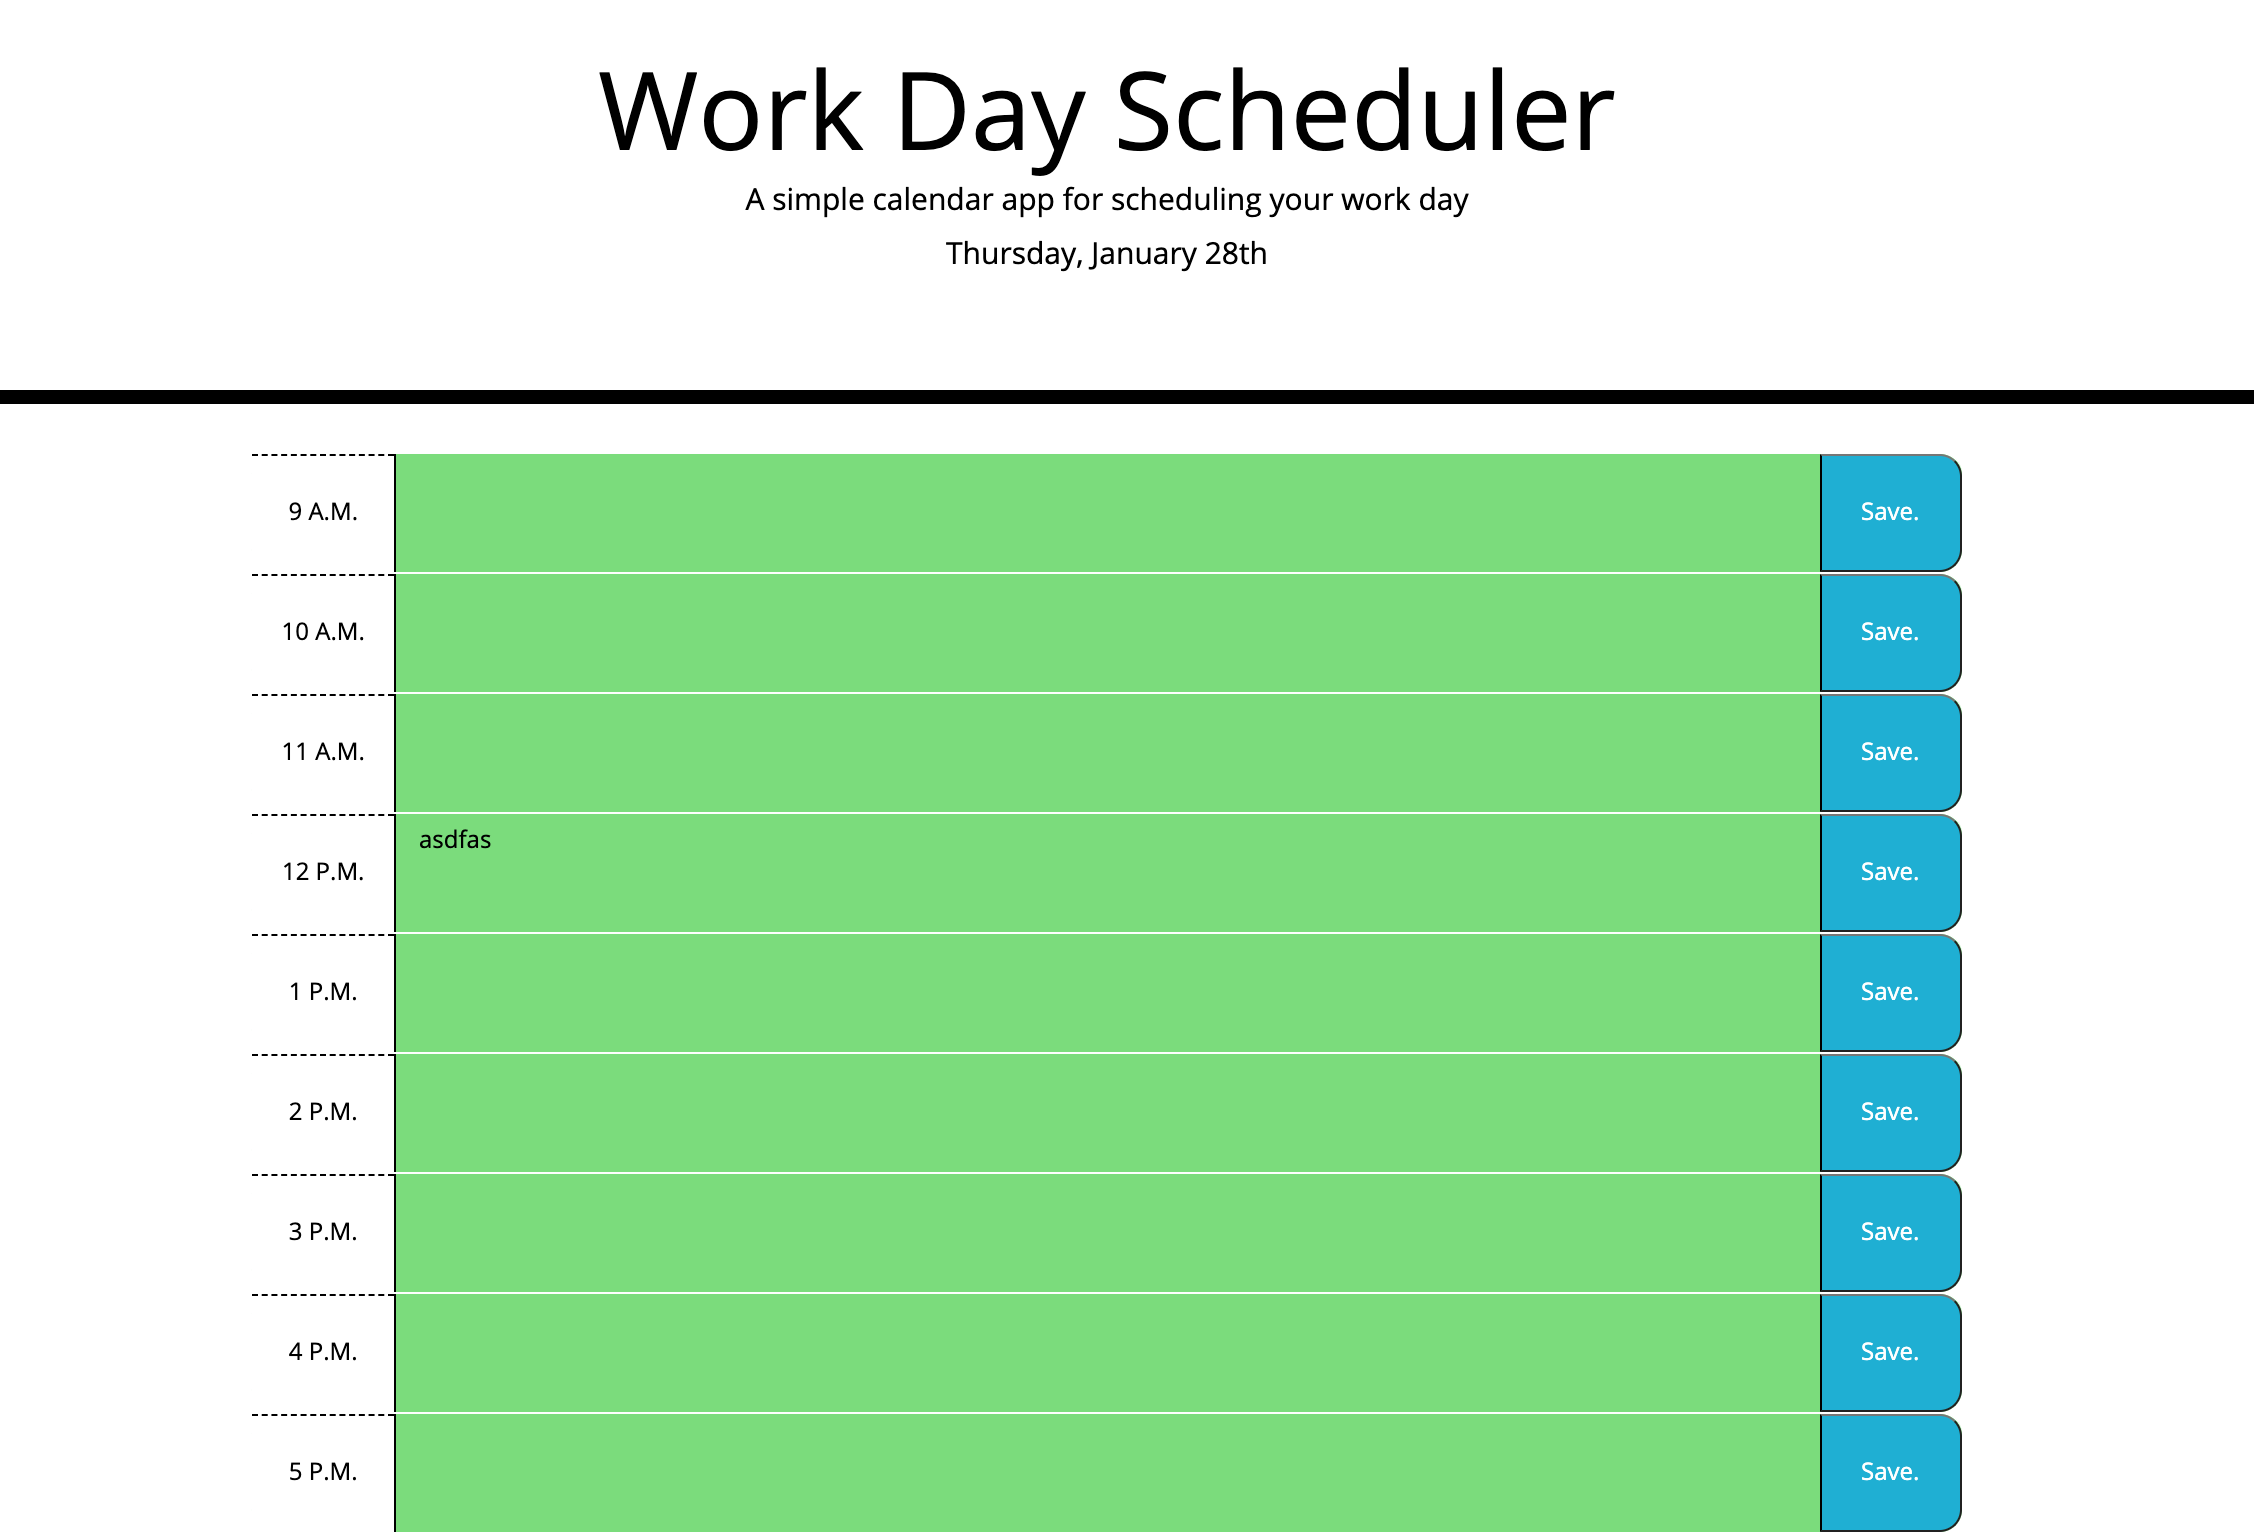 Work Day Scheduler
A simple calendar app for scheduling your work day
Thursday, January 28th
9 A.M. Save.
10 A.M. Save.
11 A.M. Save.
12 P.M. asdfas Save.
1 P.M. Save.
2 P.M. Save.
3 P.M. Save.
4 P.M. Save.
5 P.M. Save.